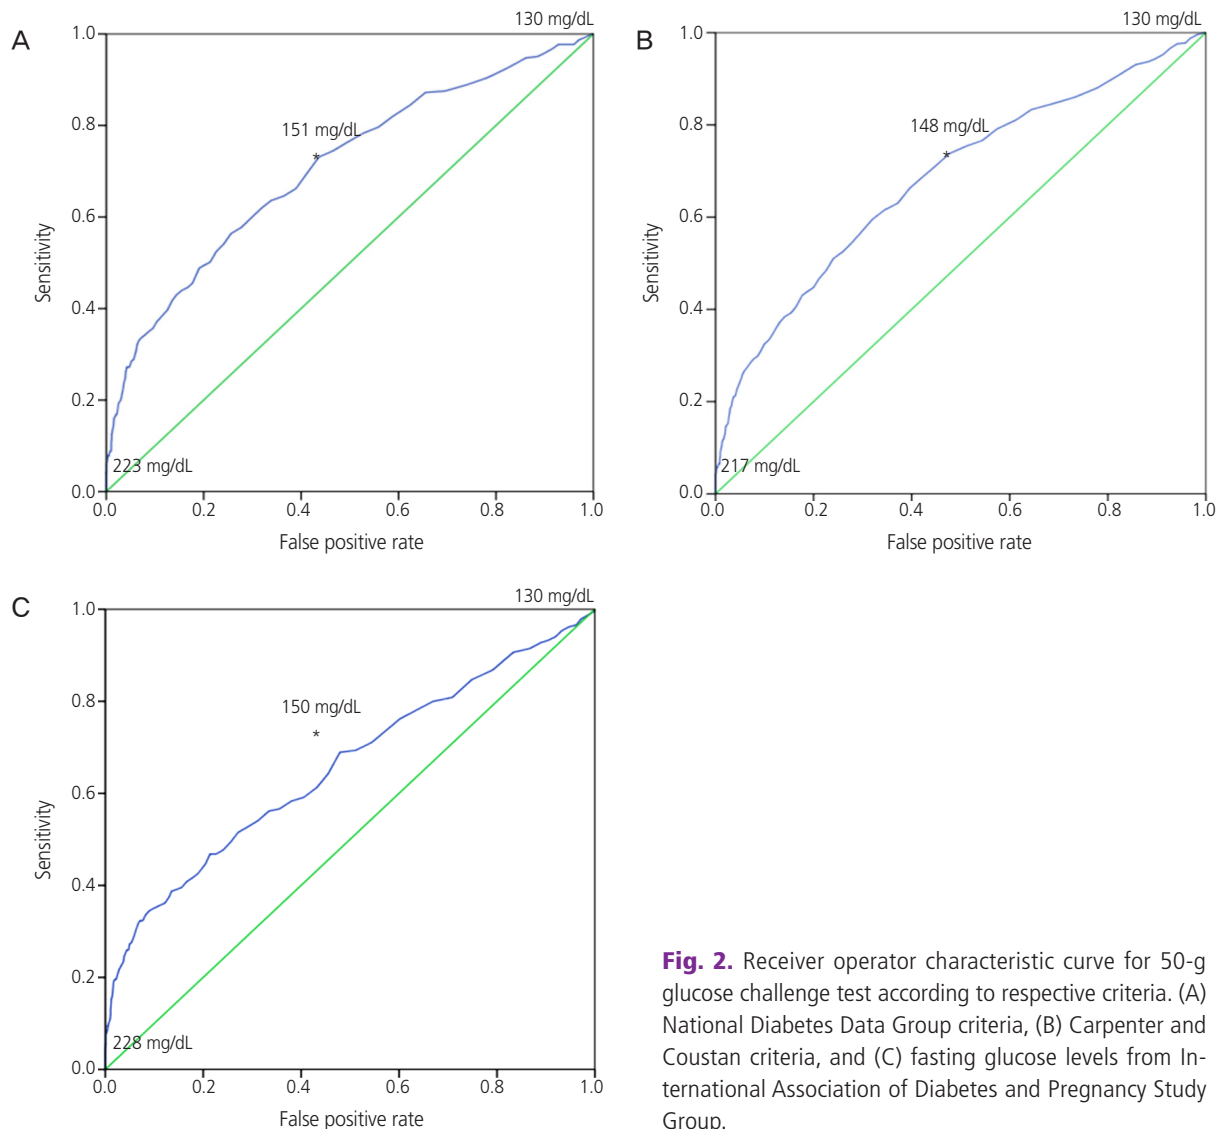 A
130 mg/dL
1.0
0.8
0.6
0.4
0.2
0.0
Sensitivity
151 mg/dL
*
223 mg/dL
0.0 0.2 0.4 0.6 0.8 1.0
False positive rate
B
130 mg/dL
1.0
0.8
0.6
0.4
0.2
0.0
Sensitivity
148 mg/dL
*
217 mg/dL
0.0 0.2 0.4 0.6 0.8 1.0
False positive rate
C
130 mg/dL
1.0
0.8
0.6
0.4
0.2
0.0
Sensitivity
150 mg/dL
*
228 mg/dL
0.0 0.2 0.4 0.6 0.8 1.0
False positive rate
Fig. 2. Receiver operator characteristic curve for 50-g
glucose challenge test according to respective criteria. (A)
National Diabetes Data Group criteria, (B) Carpenter and
Coustan criteria, and (C) fasting glucose levels from In-
ternational Association of Diabetes and Pregnancy Study
Group.